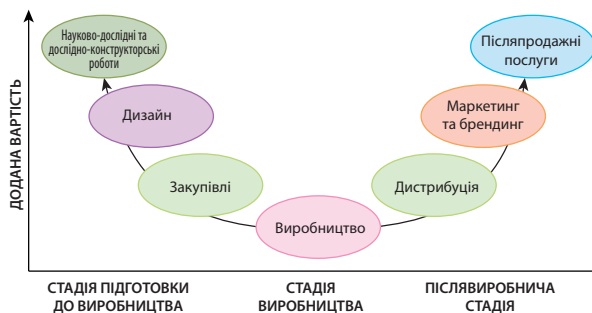 ДОДАНА ВАРТІСТЬ
Науково-дослідні та
дослідно-конструкторські
роботи
Дизайн
Закупівлі
Виробництво
Дистрибуція
Маркетинг
та брендинг
Післяпродажні
послуги
СТАДІЯ ПІДГОТОВКИ
ДО ВИРОБНИЦТВА
СТАДІЯ
ВИРОБНИЦТВА
ПІСЛЯВИРОБНИЧА
СТАДІЯ